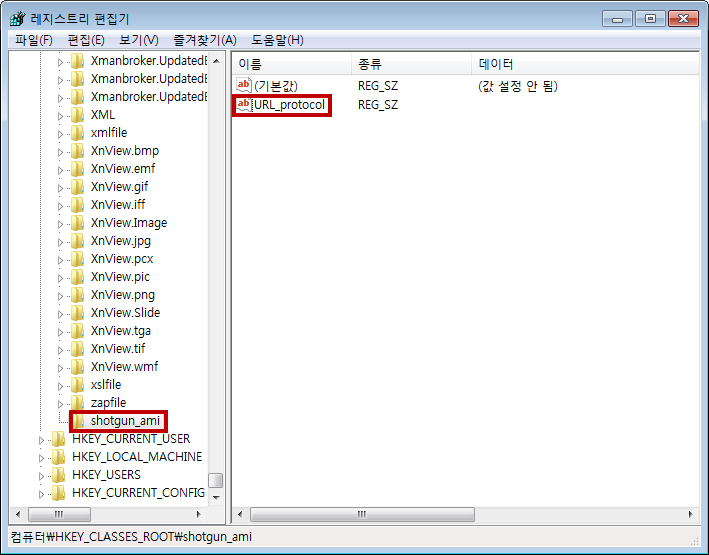 레지스트리 편집기
파일(F) 편집(E) 보기(V) 즐겨찾기(A) 도움말(H)
Xmanbroker.UpdatedE
Xmanbroker.UpdatedE
Xmanbroker.UpdatedE
XML
xmlfile
XnView.bmp
XnView.emf
XnView.gif
XnView.iff
XnView.Image
XnView.jpg
XnView.pcx
XnView.pic
XnView.png
XnView.Slide
XnView.tga
XnView.tif
XnView.wmf
xslfile
zapfile
shotgun_ami
HKEY_CURRENT_USER
HKEY_LOCAL_MACHINE
HKEY_USERS
HKEY_CURRENT_CONFIG
이름 종류 데이터
ab (기본값) REG_SZ (값 설정 안 됨)
ab URL_protocol REG_SZ
컴퓨터₩HKEY_CLASSES_ROOT₩shotgun_ami